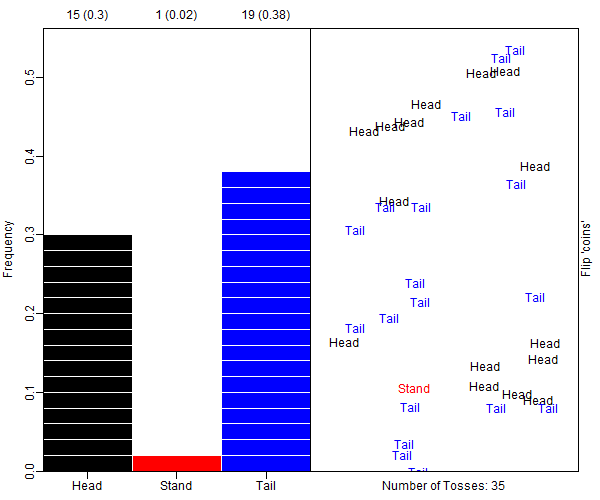 15 (0.3) 1 (0.02) 19 (0.38)
Frequency
0.5
0.4
0.3
0.2
0.1
0.0
Head Stand Tail
Tail
Tail
Head Head
Head
Tail Tail
Head Head Head
Head
Tail
Head
Tail Tail
Tail
Tail
Tail Tail
Tail
Tail
Head Head
Head
Head
Stand Head
Head
Head
Tail Tail Tail
Tail
Tail
Tail
Flip 'coins'
Number of Tosses: 35